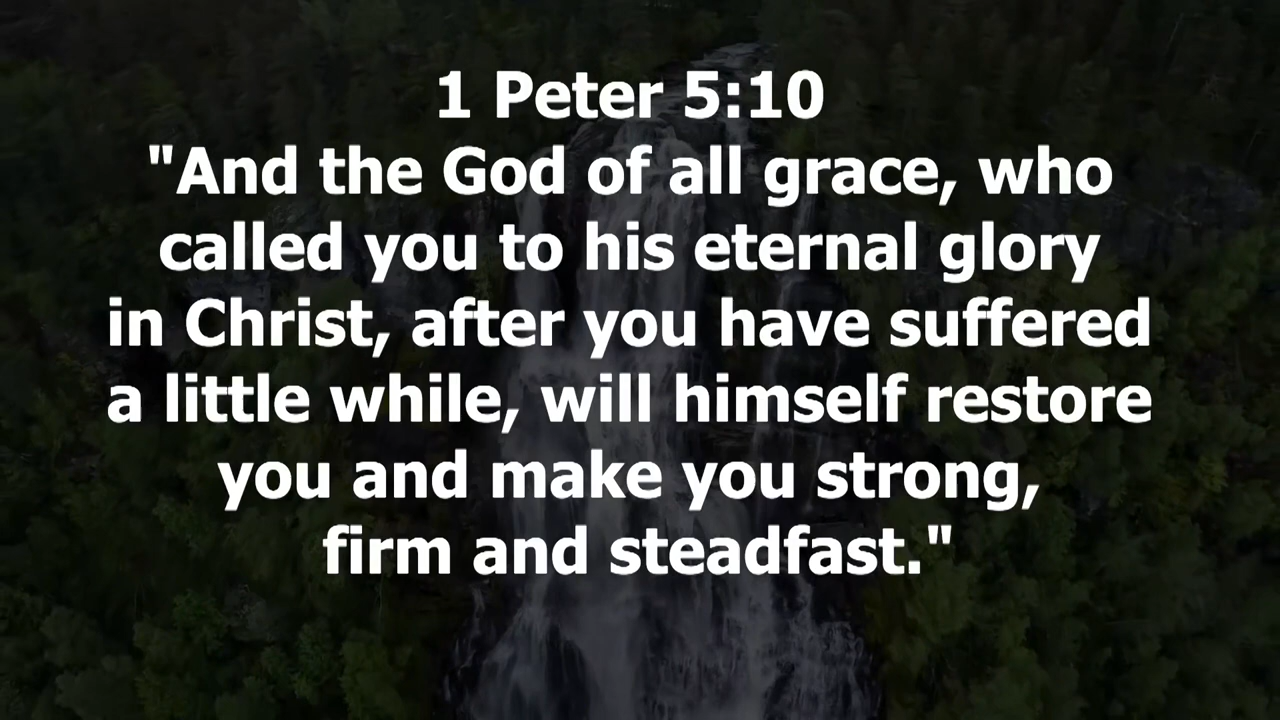 1 Peter 5:10
"And the God of all grace, who
called you to his eternal glory
in Christ, after you have suffered
a little while, will himself restore
you and make you strong,
firm and steadfast."